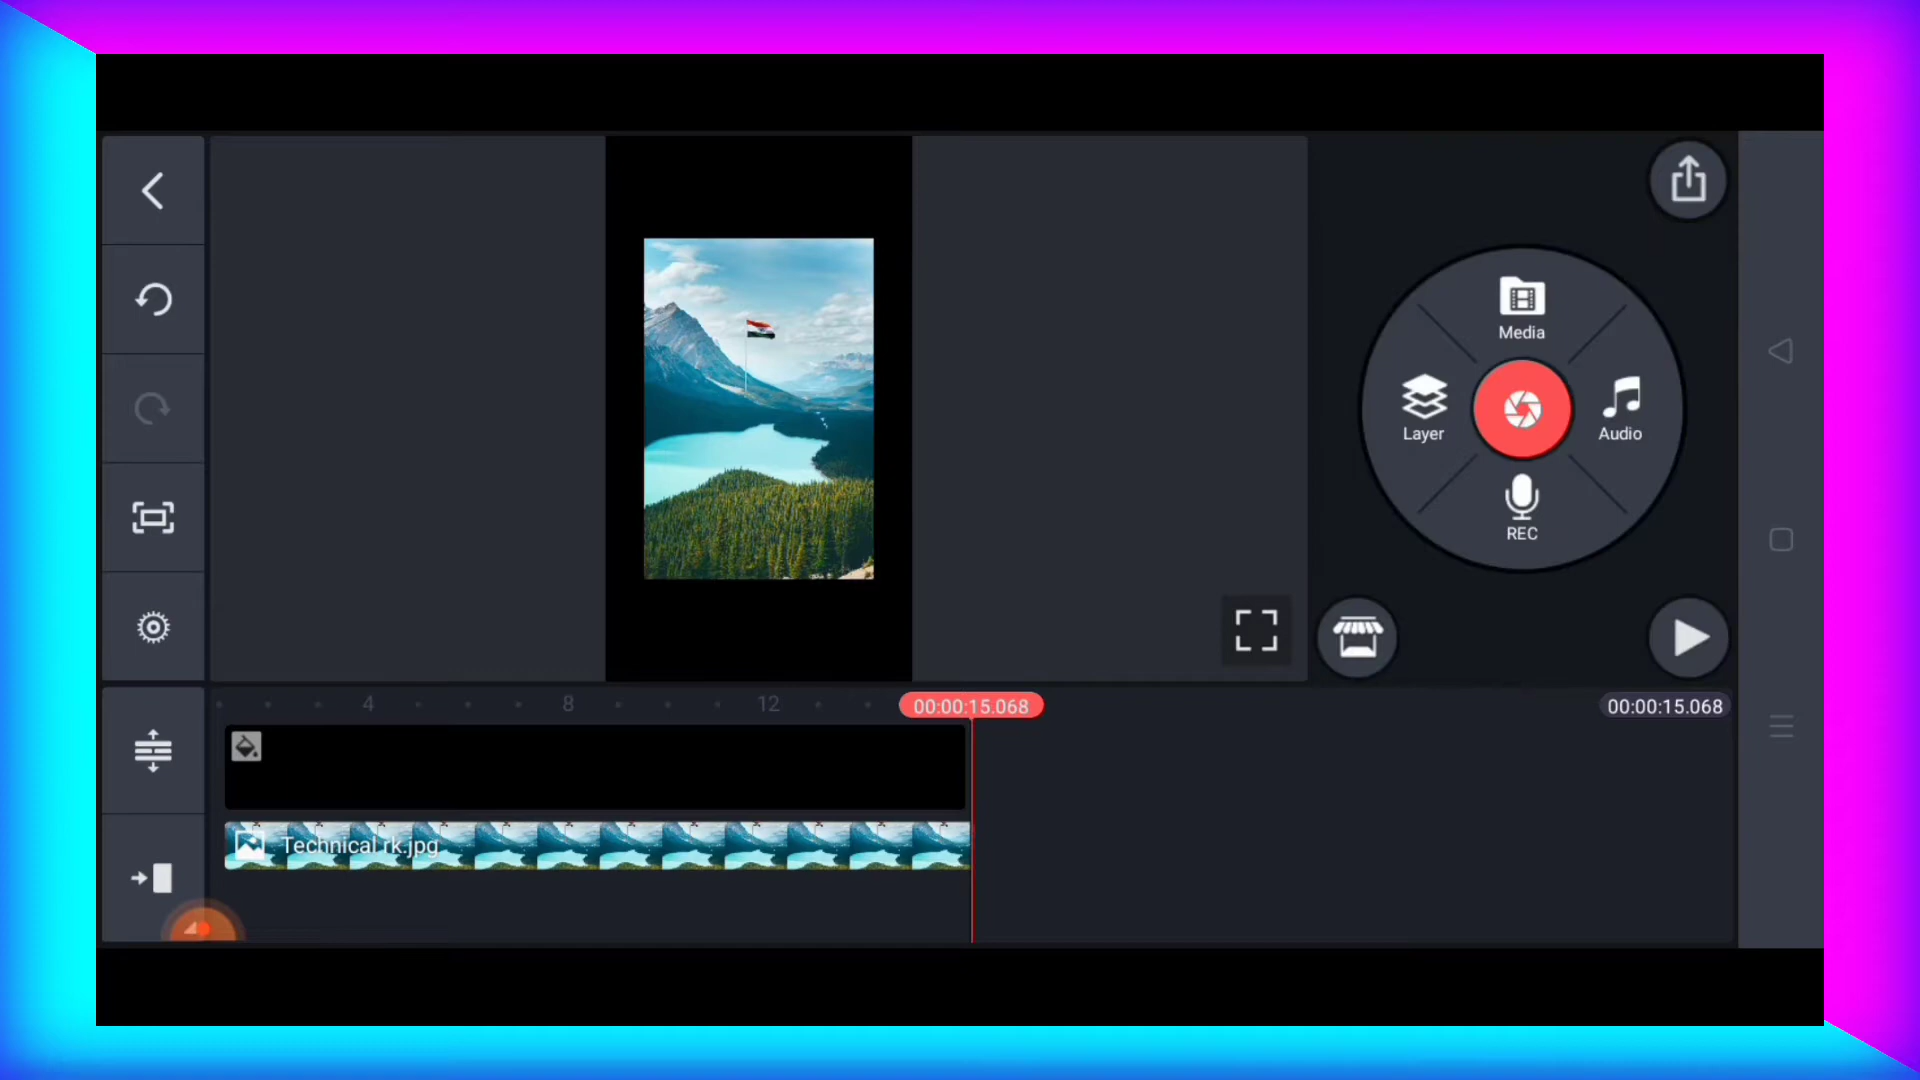 Media
Layer
Audio
REC
4
8
12
00:00:15.068
00:00:15.068
Technical rk.jpg